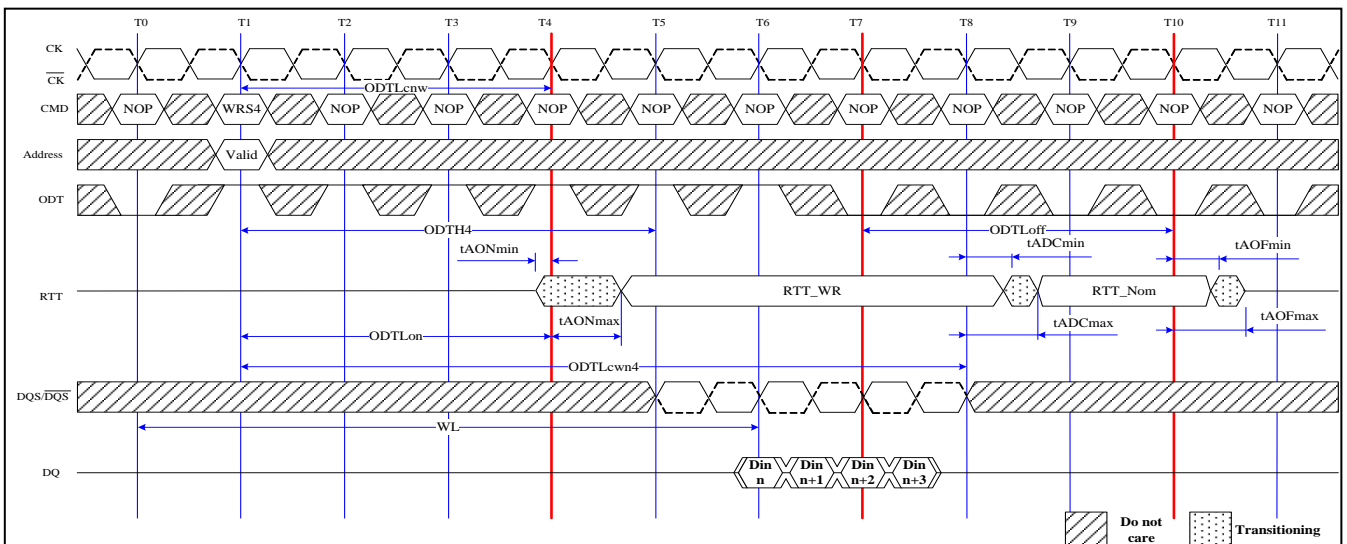 T0 T1 T2 T3 T4 T5 T6 T7 T8 T9 T10 T11
CK
CK
ODTLcnw
CMD NOP WRS4 NOP NOP NOP NOP NOP NOP NOP NOP NOP NOP
Address Valid
ODT
ODTH4 ODTLoff
tAONmin tADCmin tAOFmin
RTT RTT_WR RTT_Nom
tAONmax tADCmax tAOFmax
ODTLon
ODTLcwn4
DQS/DQS
WL
DQ Din n Din n+1 Din n+2 Din n+3
Do not care Transitioning